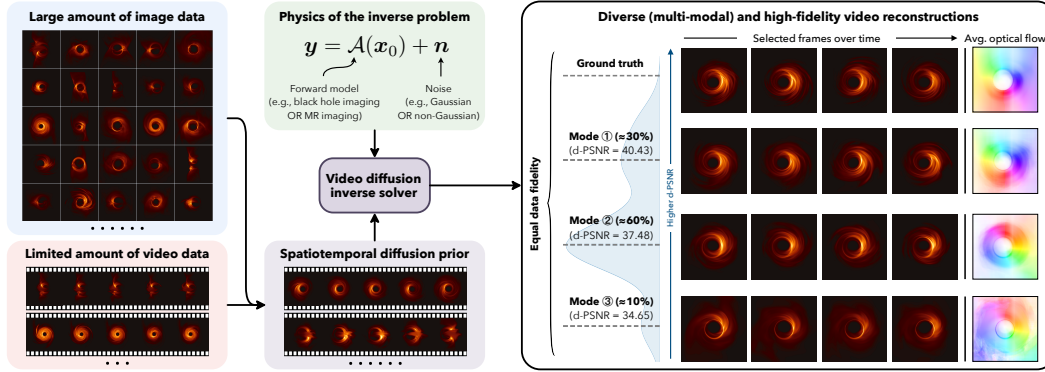 Large amount of image data
Limited amount of video data
Physics of the inverse problem
y = A(x₀) + n
Forward model
(e.g., black hole imaging
OR MR imaging)
Noise
(e.g., Gaussian
OR non-Gaussian)
Video diffusion
inverse solver
Spatiotemporal diffusion prior
Diverse (multi-modal) and high-fidelity video reconstructions
Selected frames over time
Avg. optical flow
Equal data fidelity
Ground truth
Mode ① (≈30%)
(d-PSNR = 40.43)
Mode ② (≈60%)
(d-PSNR = 37.48)
Mode ③ (≈10%)
(d-PSNR = 34.65)
Higher d-PSNR